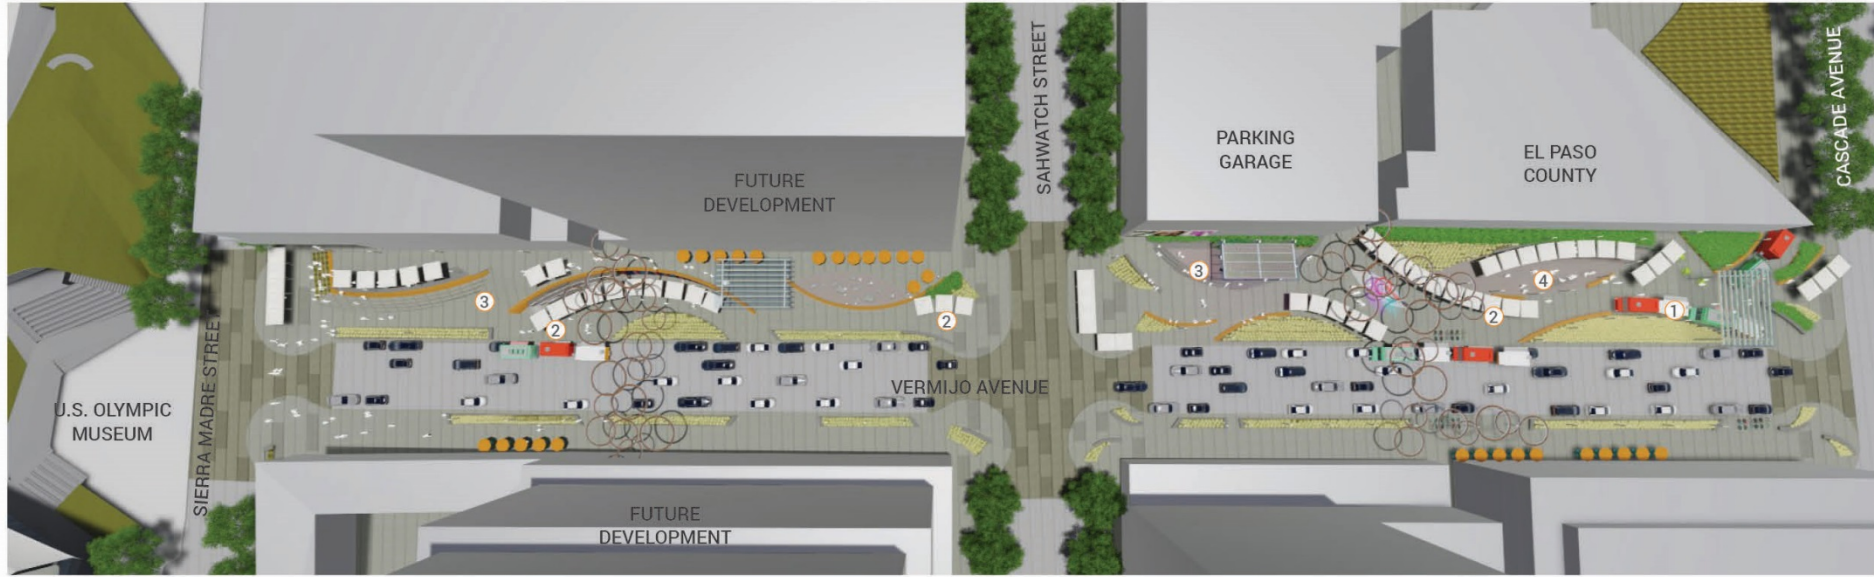 U.S. OLYMPIC
MUSEUM
SIERRA MADRE STREET
FUTURE
DEVELOPMENT
3
2
2
FUTURE
DEVELOPMENT
SAHWATCH STREET
VERMIJO AVENUE
PARKING
GARAGE
EL PASO
COUNTY
CASCADE AVENUE
3
4
2
1